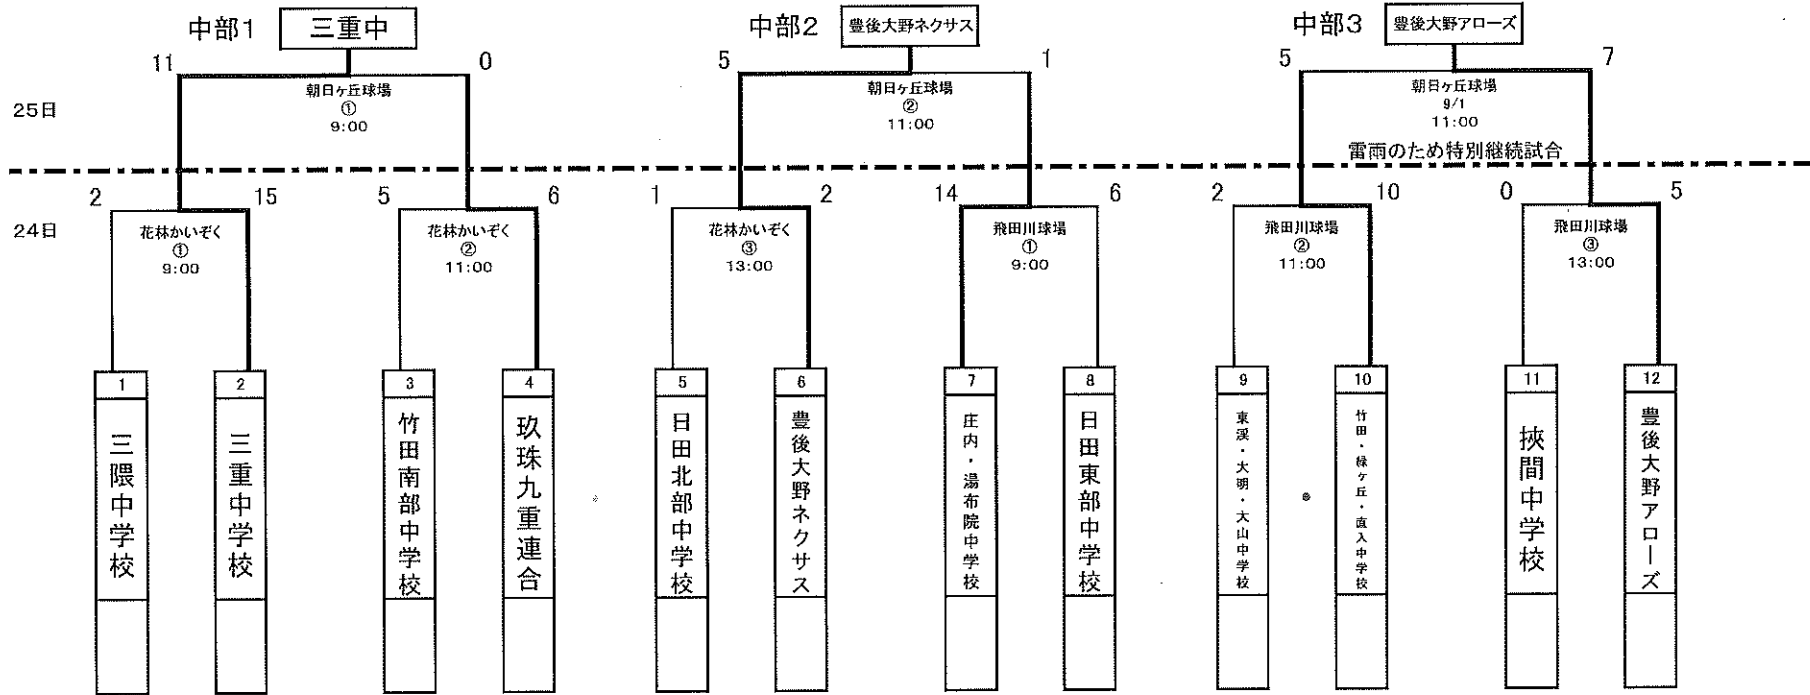 中部1 三重中
中部2 豊後大野ネクサス
中部3 豊後大野アローズ
11 0 5 1 5 7
25日
朝日ヶ丘球場
①
9:00
朝日ヶ丘球場
②
11:00
朝日ヶ丘球場
9/1
11:00
雷雨のため特別継続試合
2 15 5 6 1 2 14 6 2 10 0 5
24日
花林かいぞく
①
9:00
花林かいぞく
②
11:00
花林かいぞく
③
13:00
飛田川球場
①
9:00
飛田川球場
②
11:00
飛田川球場
③
13:00
1
三隈中学校
2
三重中学校
3
竹田南部中学校
4
玖珠九重連合
5
日田北部中学校
6
豊後大野ネクサス
7
庄内・湯布院中学校
8
日田東部中学校
9
東渓・大明・大山中学校
10
竹田・緑ヶ丘・直入中学校
11
挾間中学校
12
豊後大野アローズ